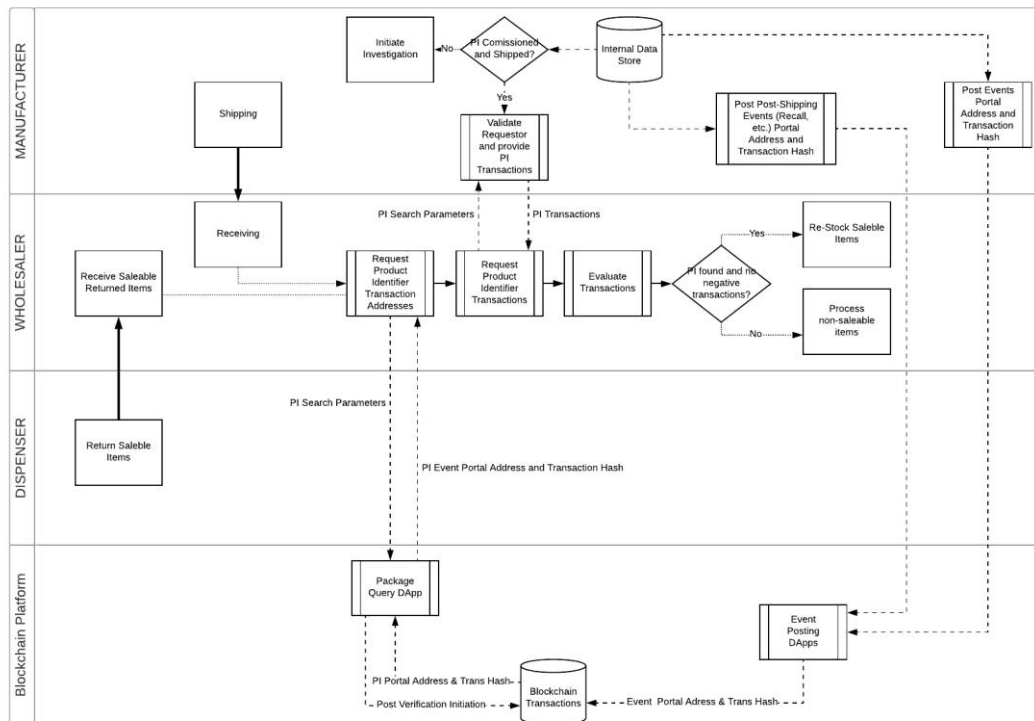 MANUFACTURER
Initiate
Investigation
No
PI Comissioned
and Shipped?
Internal Data
Store
Yes
Shipping
Validate
Requestor
and provide
PI
Transactions
Post Post-Shipping
Events (Recall,
etc.) Portal
Address and
Transaction Hash
Post Events
Portal
Address and
Transaction
Hash
WHOLESALER
PI Search Parameters
PI Transactions
Receiving
Receive Saleable
Returned Items
Request
Product
Identifier
Transaction
Addresses
Request
Product
Identifier
Transactions
Evaluate
Transactions
PI found and no
negative
transactions?
Yes
Re-Stock Saleble
Items
No
Process
non-saleable
items
DISPENSER
PI Search Parameters
Return Saleble
Items
PI Event Portal Address and Transaction Hash
Blockchain Platform
Package
Query DApp
Event
Posting
DApps
PI Portal Address & Trans Hash
Post Verification Initiation
Blockchain
Transactions
Event Portal Adress & Trans Hash